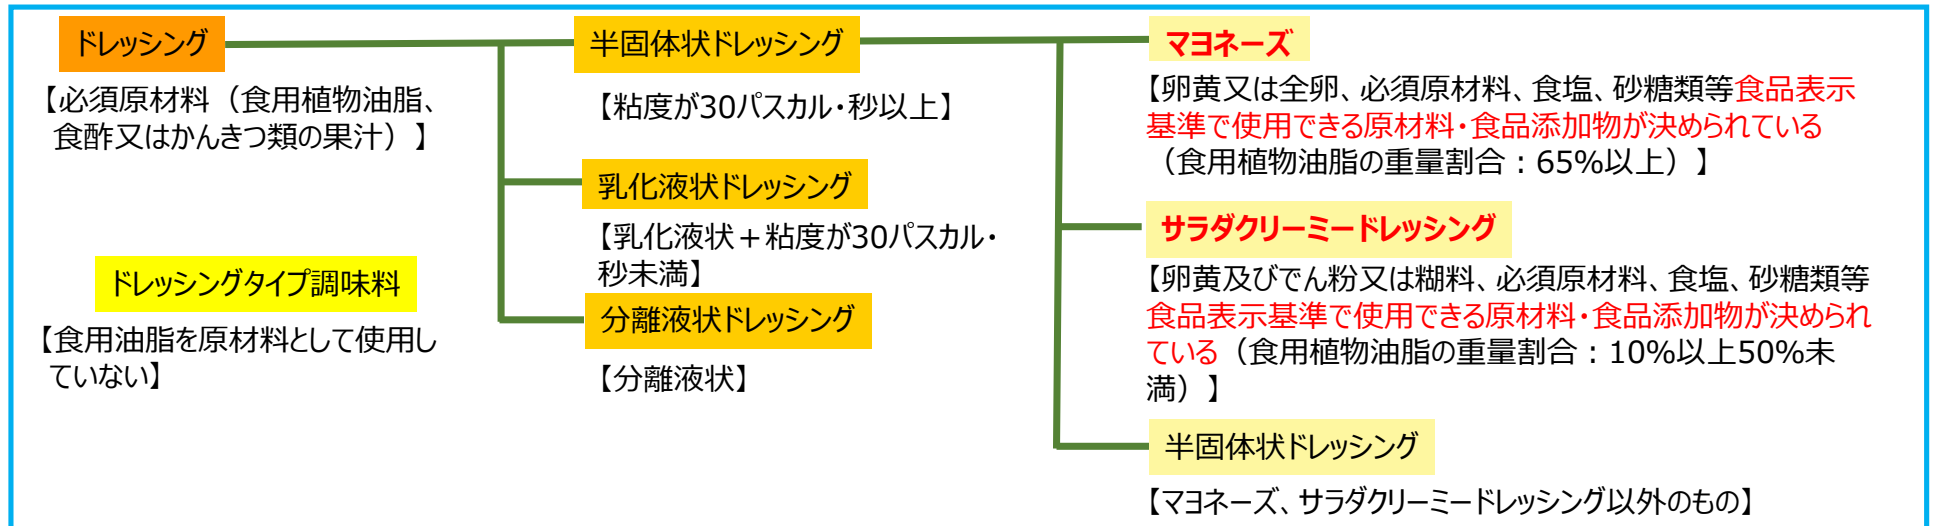 ドレッシング
【必須原材料(食用植物油脂、
食酢又はかんきつ類の果汁)】
ドレッシングタイプ調味料
【食用油脂を原材料として使用し
ていない】
半固体状ドレッシング
【粘度が30パスカル・秒以上】
乳化液状ドレッシング
【乳化液状+粘度が30パスカル・
秒未満】
分離液状ドレッシング
【分離液状】
マヨネーズ
【卵黄又は全卵、必須原材料、食塩、砂糖類等食品表示
基準で使用できる原材料・食品添加物が決められている
(食用植物油脂の重量割合:65%以上)】
サラダクリーミードレッシング
【卵黄及びでん粉又は糊料、必須原材料、食塩、砂糖類等
食品表示基準で使用できる原材料・食品添加物が決められ
ている(食用植物油脂の重量割合:10%以上50%未
満)】
半固体状ドレッシング
【マヨネーズ、サラダクリーミードレッシング以外のもの】